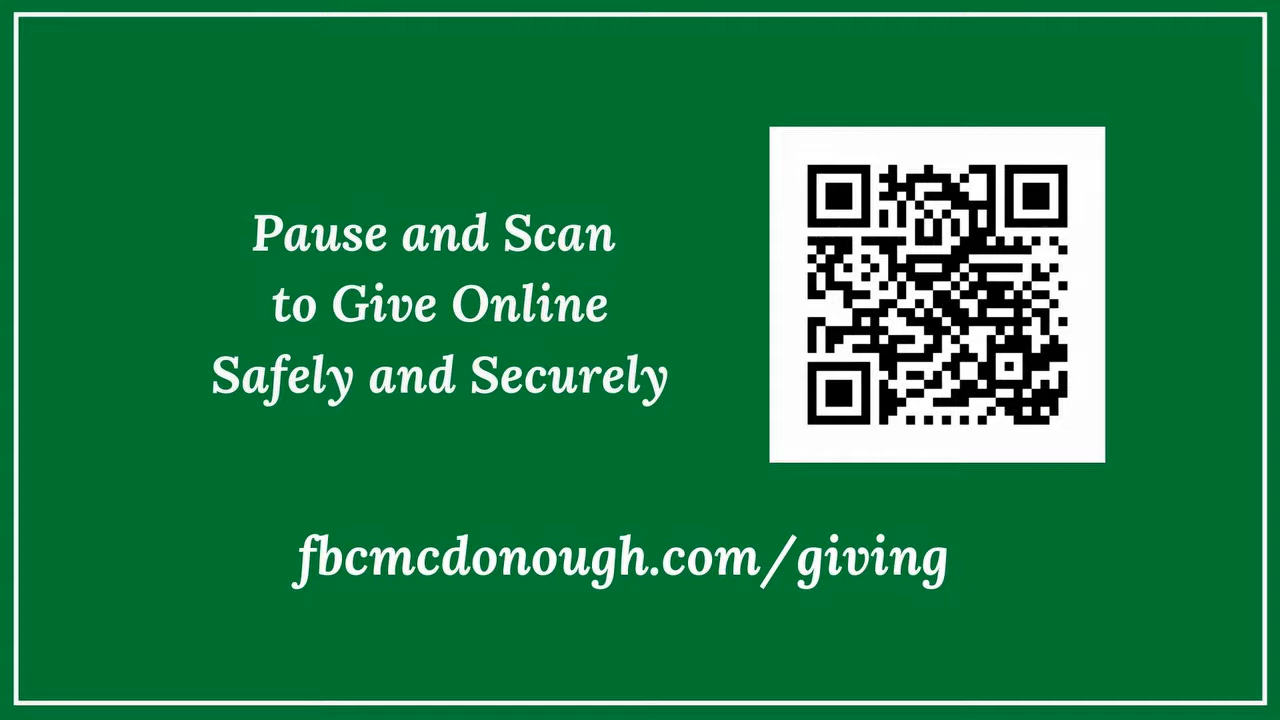 Pause and Scan
to Give Online
Safely and Securely
fbcmcdonough.com/giving